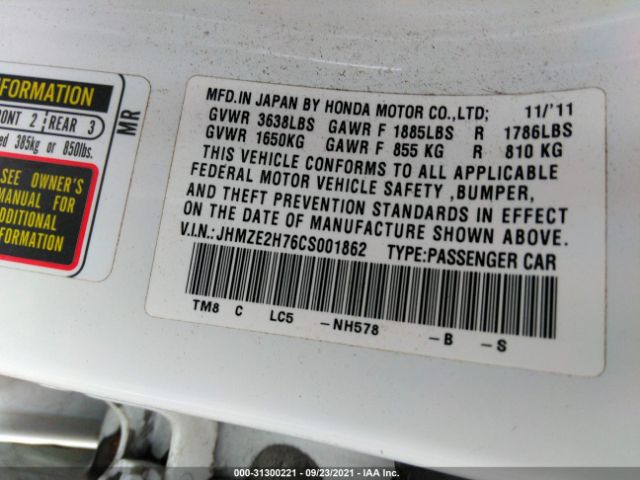 FORMATION
ONT 2 REAR 3
ed 385kg or 850lbs.
SEE OWNER'S
MANUAL FOR
ADDITIONAL
NFORMATION
MR
MFD.IN JAPAN BY HONDA MOTOR CO.,LTD; 11/'11
GVWR 3638LBS GAWR F 1885LBS R 1786LBS
GVWR 1650KG GAWR F 855 KG R 810 KG
THIS VEHICLE CONFORMS TO ALL APPLICABLE
FEDERAL MOTOR VEHICLE SAFETY ,BUMPER,
AND THEFT PREVENTION STANDARDS IN EFFECT
ON THE DATE OF MANUFACTURE SHOWN ABOVE.
V.I.N.:JHMZE2H76CS001862 TYPE:PASSENGER CAR
TM8 C LC5 -NH578 -B -S
000-31300221 - 09/23/2021 - IAA Inc.